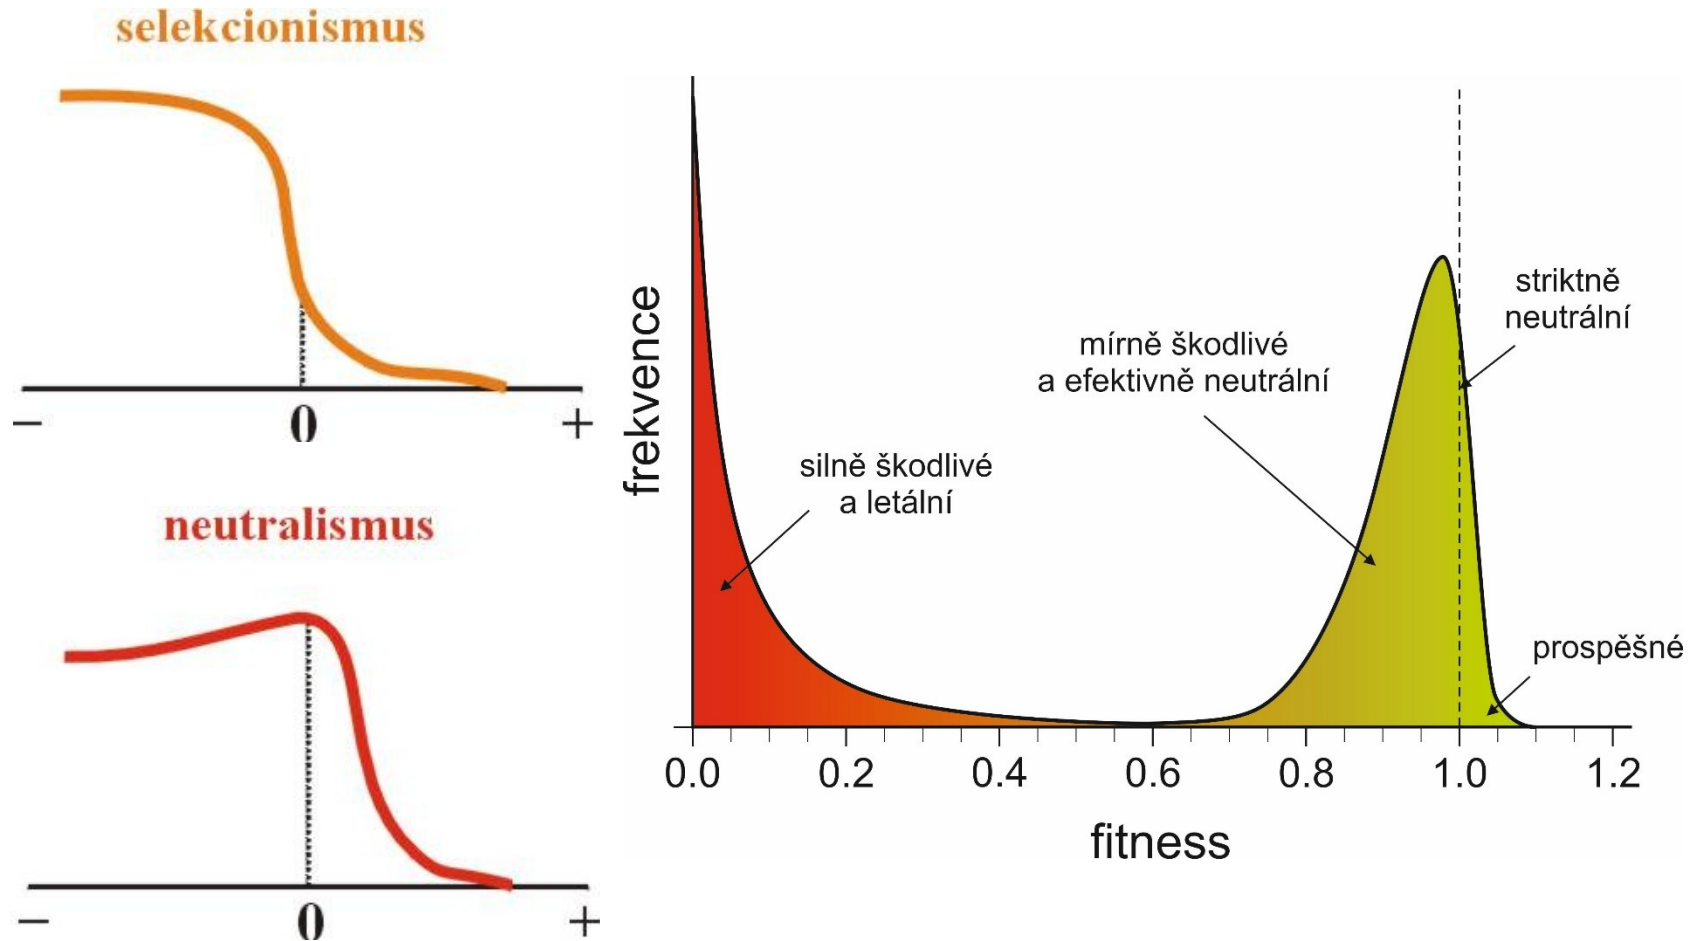 selekcionismus
−
0
+
neutralismus
−
0
+
frekvence
silně škodlivé
a letální
mírně škodlivé
a efektivně neutrální
striktně
neutrální
prospěšné
0.0 0.2 0.4 0.6 0.8 1.0 1.2
fitness